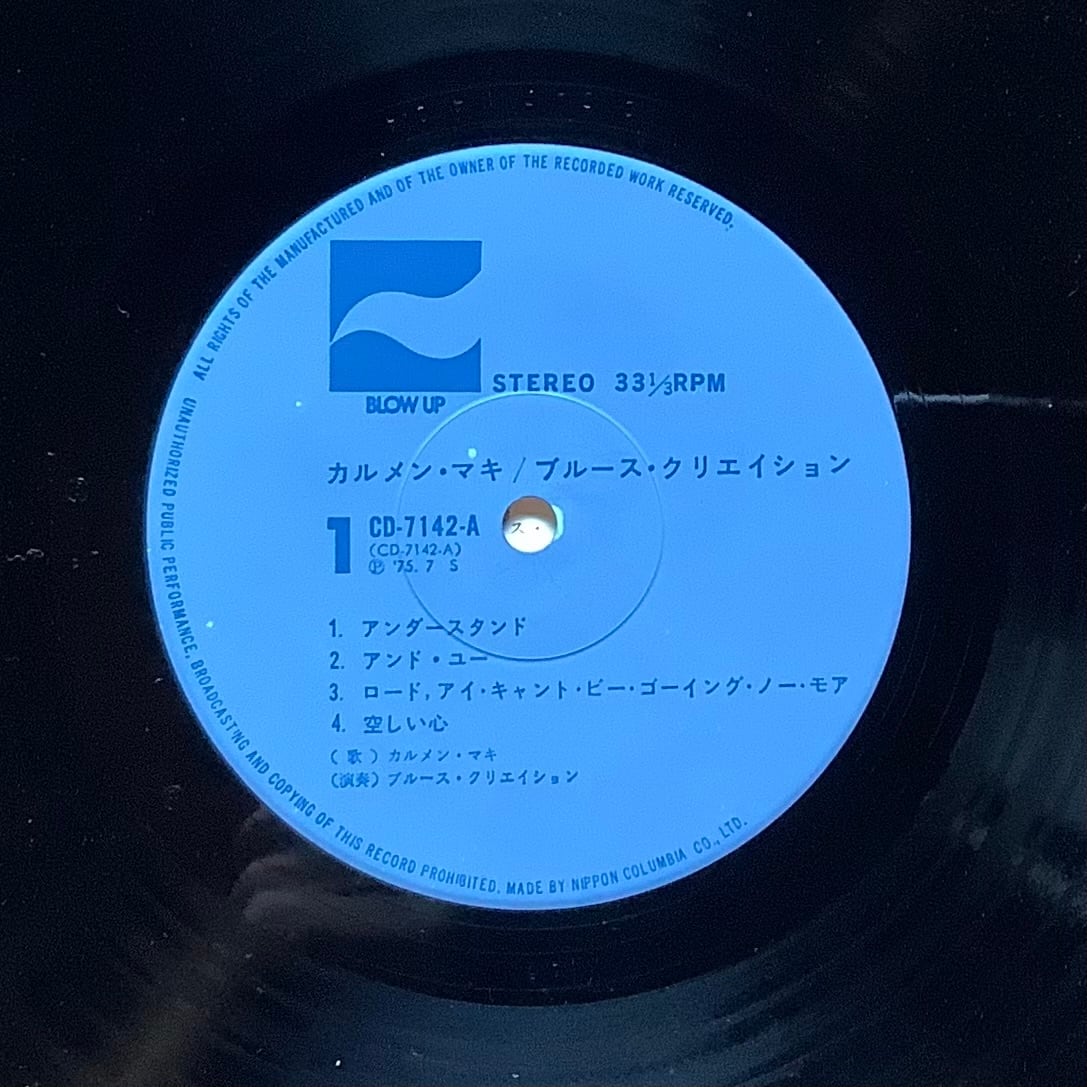 ALL RIGHTS OF THE MANUFACTURED AND OF THE OWNER OF THE RECORDED WORK RESERVED.
BLOW UP
STEREO 33⅓RPM
カルメン・マキ / ブルース・クリエイション
1 CD-7142-A
(CD-7142-A)
Ⓟ '75. 7 S
ス・
1. アンダースタンド
2. アンド・ユー
3. ロード, アイ・キャント・ビー・ゴーイング・ノー・モア
4. 空しい心
(歌) カルメン・マキ
(演奏) ブルース・クリエイション
UNAUTHORIZED PUBLIC PERFORMANCE, BROADCASTING AND COPYING OF THIS RECORD PROHIBITED. MADE BY NIPPON COLUMBIA CO., LTD.